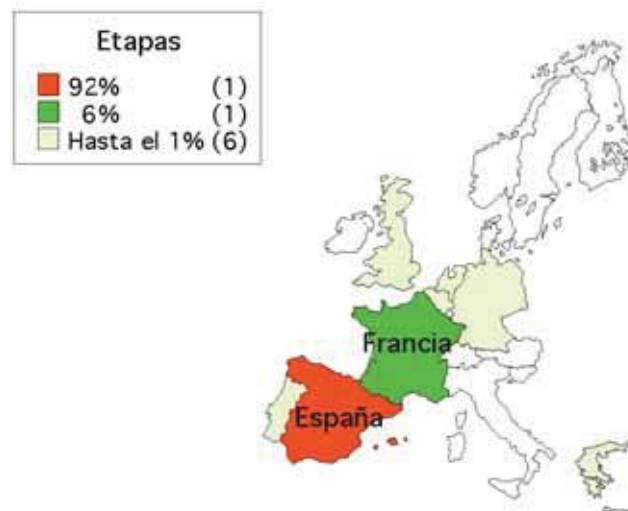 Etapas
92% (1)
6% (1)
Hasta el 1% (6)
Francia
España